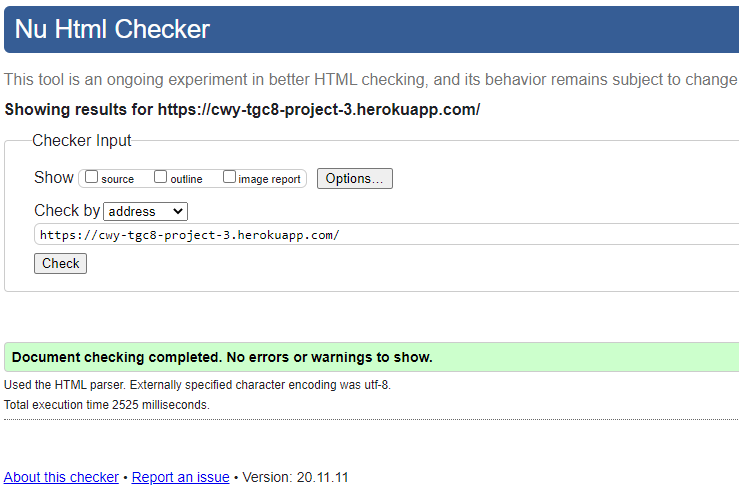 Nu Html Checker
This tool is an ongoing experiment in better HTML checking, and its behavior remains subject to change
Showing results for https://cwy-tgc8-project-3.herokuapp.com/
Checker Input
Show source outline image report Options...
Check by address
https://cwy-tgc8-project-3.herokuapp.com/
Check
Document checking completed. No errors or warnings to show.
Used the HTML parser. Externally specified character encoding was utf-8.
Total execution time 2525 milliseconds.
About this checker • Report an issue • Version: 20.11.11